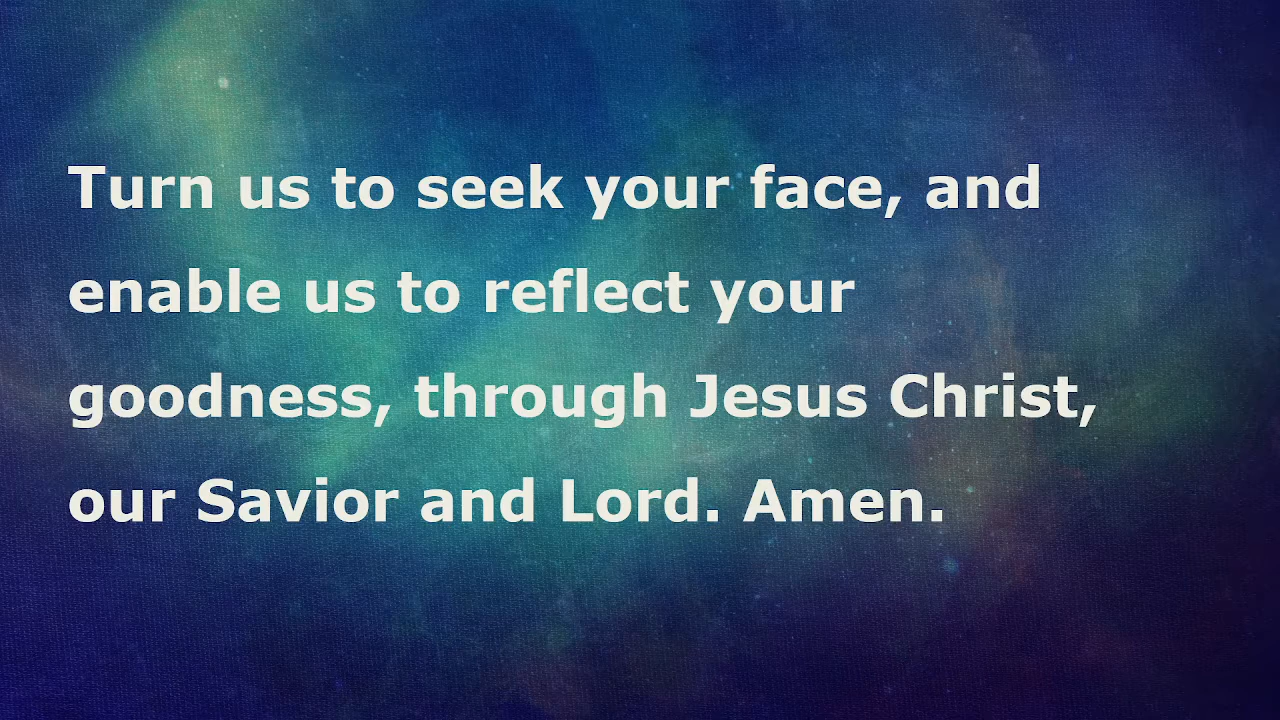 Turn us to seek your face, and
enable us to reflect your
goodness, through Jesus Christ,
our Savior and Lord. Amen.